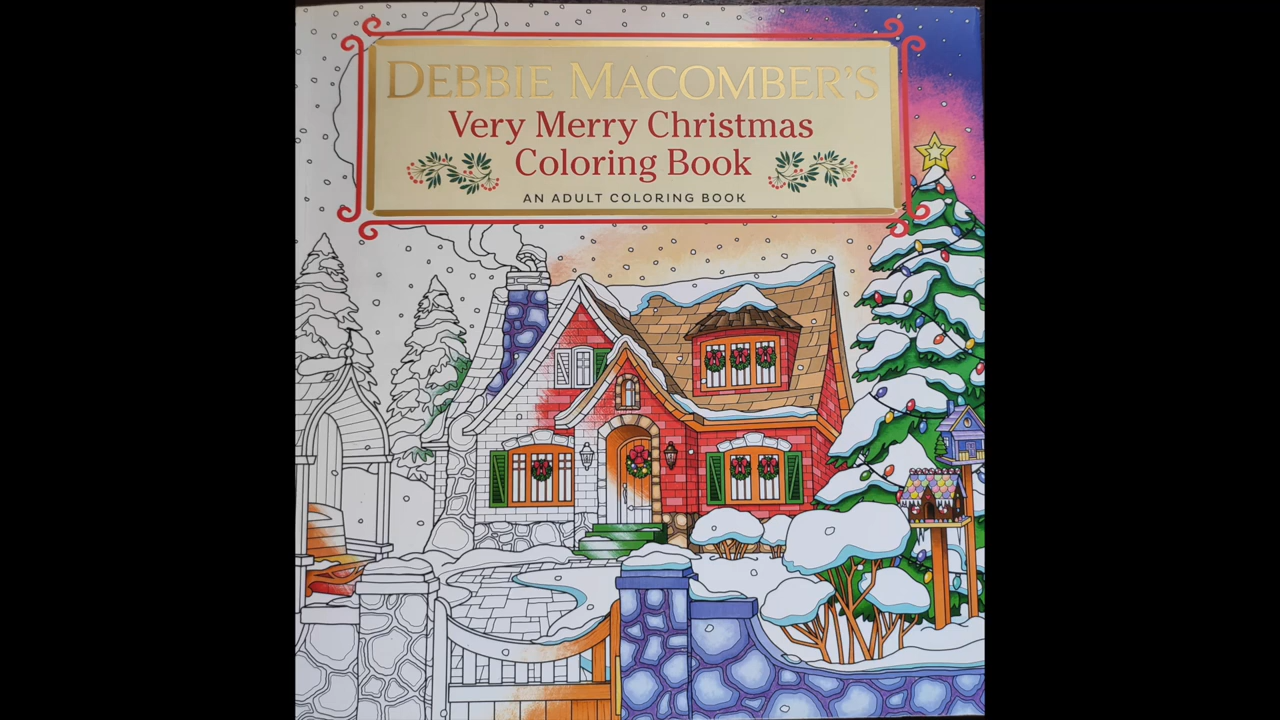 DEBBIE MACOMBER'S
Very Merry Christmas
Coloring Book
AN ADULT COLORING BOOK